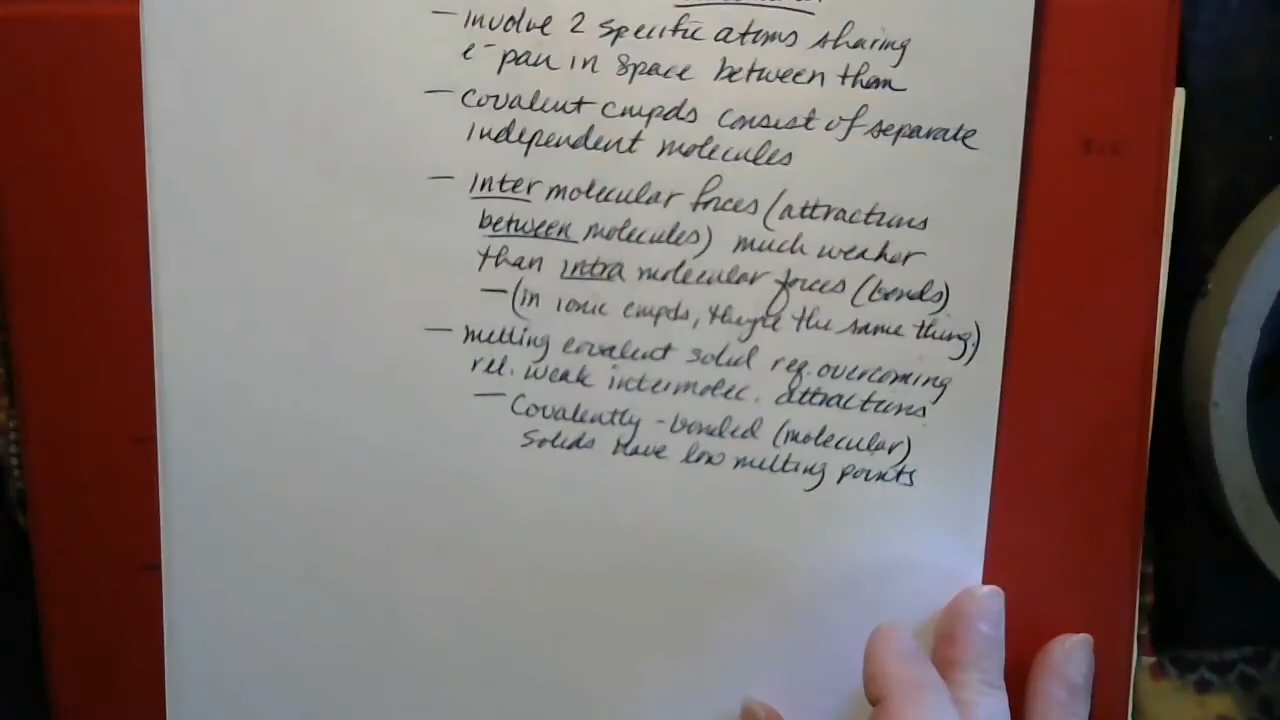 — involve 2 specific atoms sharing
e⁻ pair in space between them
— covalent cmpds consist of separate
independent molecules
— inter molecular forces (attractions
between molecules) much weaker
than intra molecular forces (bonds)
— (in ionic cmpds, they're the same thing.)
— melting covalent solid req. overcoming
rel. weak intermolec. attractions
— Covalently-bonded (molecular)
solids have low melting points